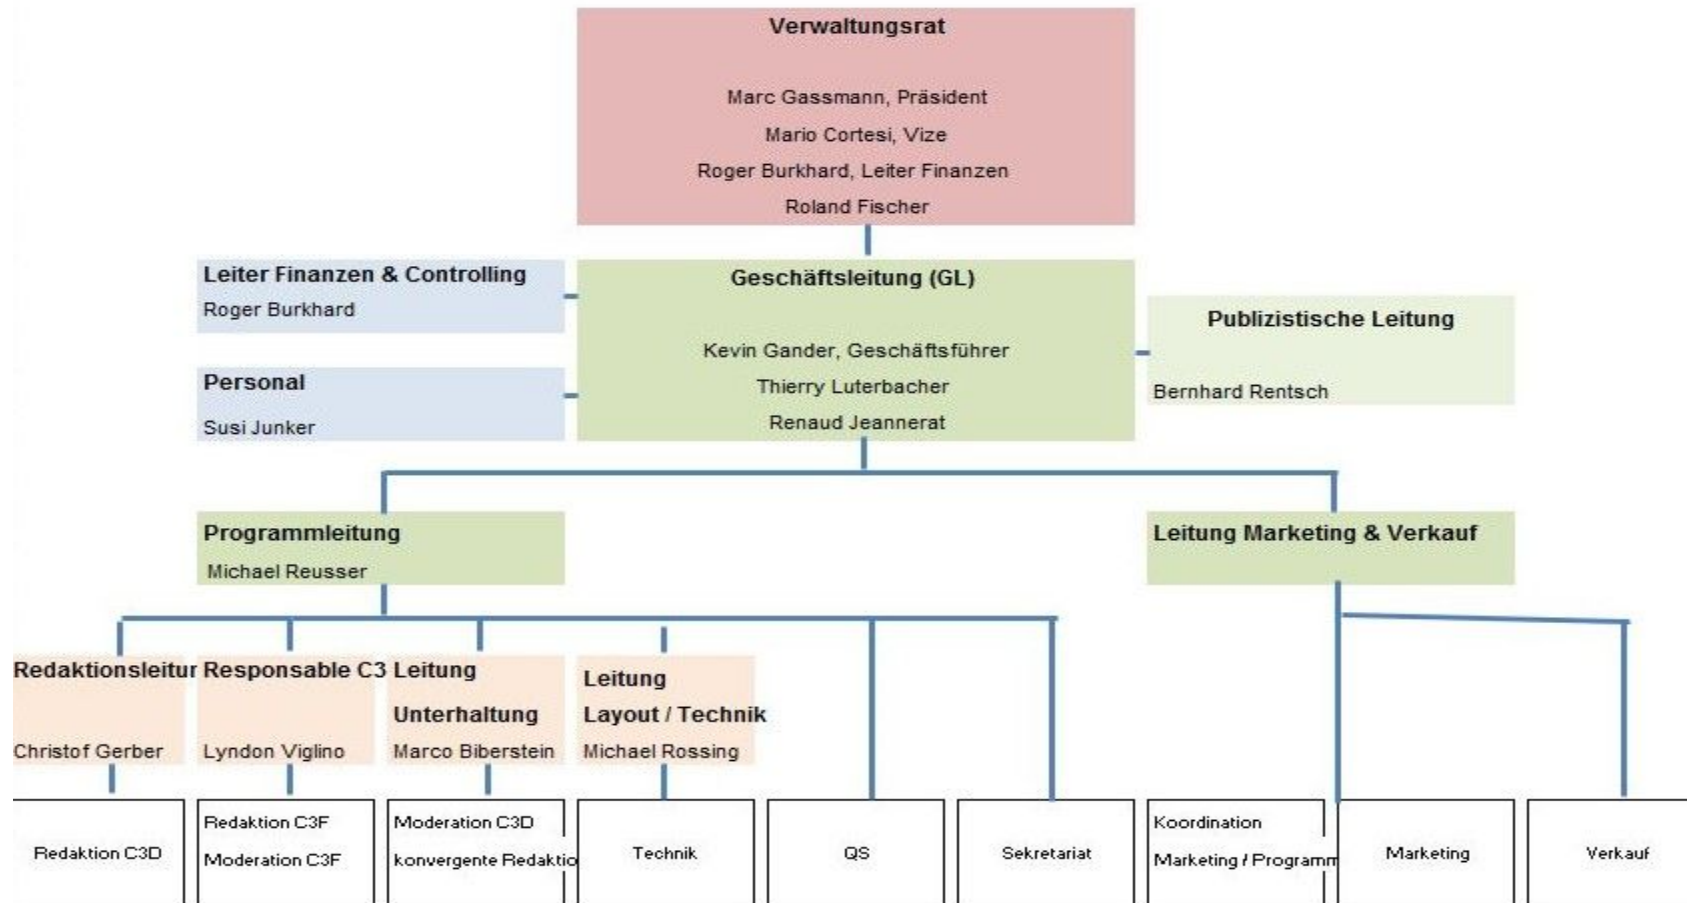 Verwaltungsrat
Marc Gassmann, Präsident
Mario Cortesi, Vize
Roger Burkhard, Leiter Finanzen
Roland Fischer
Leiter Finanzen & Controlling
Roger Burkhard
Geschäftsleitung (GL)
Kevin Gander, Geschäftsführer
Thierry Luterbacher
Renaud Jeannerat
Publizistische Leitung
Bernhard Rentsch
Personal
Susi Junker
Programmleitung
Michael Reusser
Leitung Marketing & Verkauf
Redaktionsleitur
Christof Gerber
Responsable C3
Lyndon Viglino
Leitung
Unterhaltung
Marco Biberstein
Leitung
Layout / Technik
Michael Rossing
Redaktion C3D
Redaktion C3F
Moderation C3F
Moderation C3D
konvergente Redaktio
Technik
QS
Sekretariat
Koordination
Marketing / Programm
Marketing
Verkauf